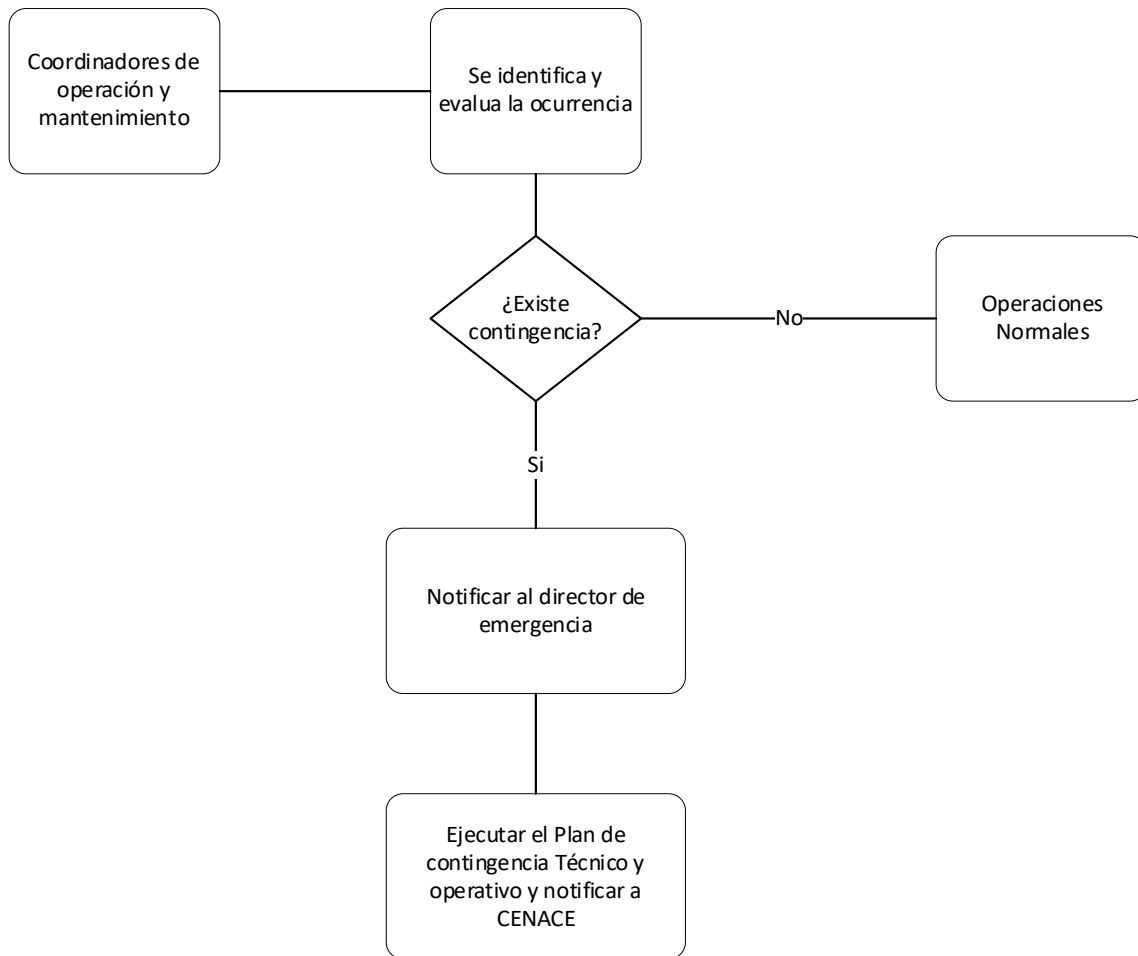 Coordinadores de
operación y
mantenimiento
Se identifica y
evalua la ocurrencia
¿Existe
contingencia?
No
Operaciones
Normales
Si
Notificar al director de
emergencia
Ejecutar el Plan de
contingencia Técnico y
operativo y notificar a
CENACE